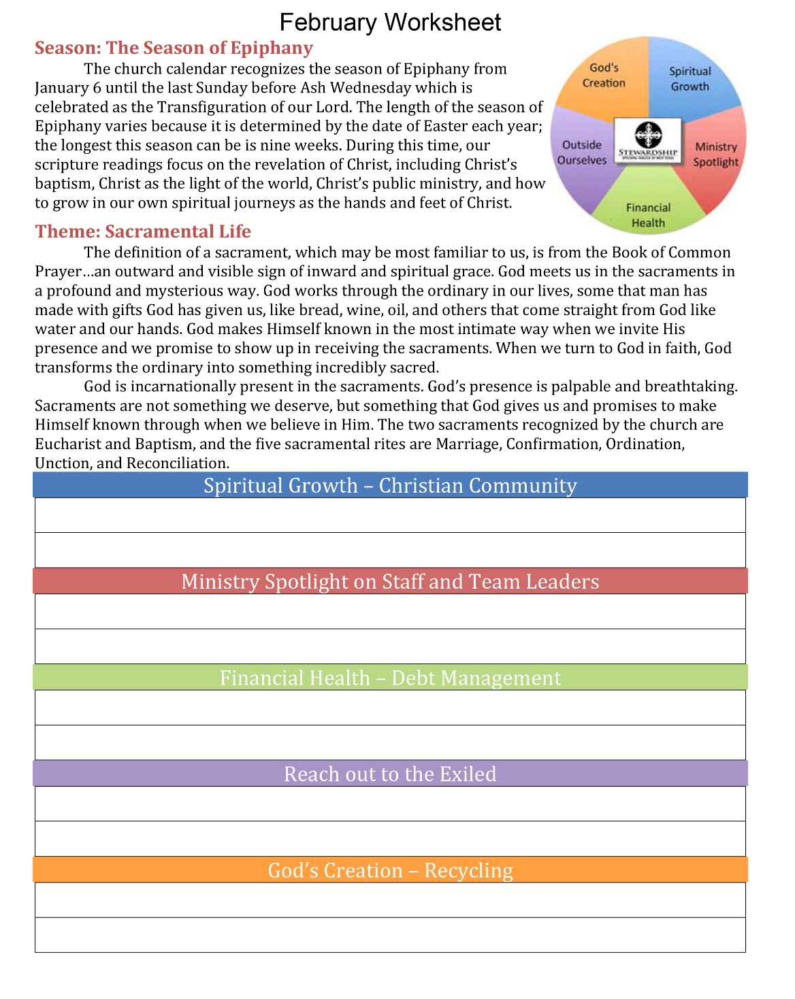 February Worksheet
Season: The Season of Epiphany
The church calendar recognizes the season of Epiphany from
January 6 until the last Sunday before Ash Wednesday which is
celebrated as the Transfiguration of our Lord. The length of the season of
Epiphany varies because it is determined by the date of Easter each year;
the longest this season can be is nine weeks. During this time, our
scripture readings focus on the revelation of Christ, including Christ’s
baptism, Christ as the light of the world, Christ’s public ministry, and how
to grow in our own spiritual journeys as the hands and feet of Christ.
God's
Creation
Spiritual
Growth
Outside
Ourselves
STEWARDSHIP
EPISCOPAL DIOCESE OF WEST TEXAS
Ministry
Spotlight
Financial
Health
Theme: Sacramental Life
The definition of a sacrament, which may be most familiar to us, is from the Book of Common
Prayer…an outward and visible sign of inward and spiritual grace. God meets us in the sacraments in
a profound and mysterious way. God works through the ordinary in our lives, some that man has
made with gifts God has given us, like bread, wine, oil, and others that come straight from God like
water and our hands. God makes Himself known in the most intimate way when we invite His
presence and we promise to show up in receiving the sacraments. When we turn to God in faith, God
transforms the ordinary into something incredibly sacred.
God is incarnationally present in the sacraments. God’s presence is palpable and breathtaking.
Sacraments are not something we deserve, but something that God gives us and promises to make
Himself known through when we believe in Him. The two sacraments recognized by the church are
Eucharist and Baptism, and the five sacramental rites are Marriage, Confirmation, Ordination,
Unction, and Reconciliation.
Spiritual Growth – Christian Community
Ministry Spotlight on Staff and Team Leaders
Financial Health – Debt Management
Reach out to the Exiled
God’s Creation – Recycling